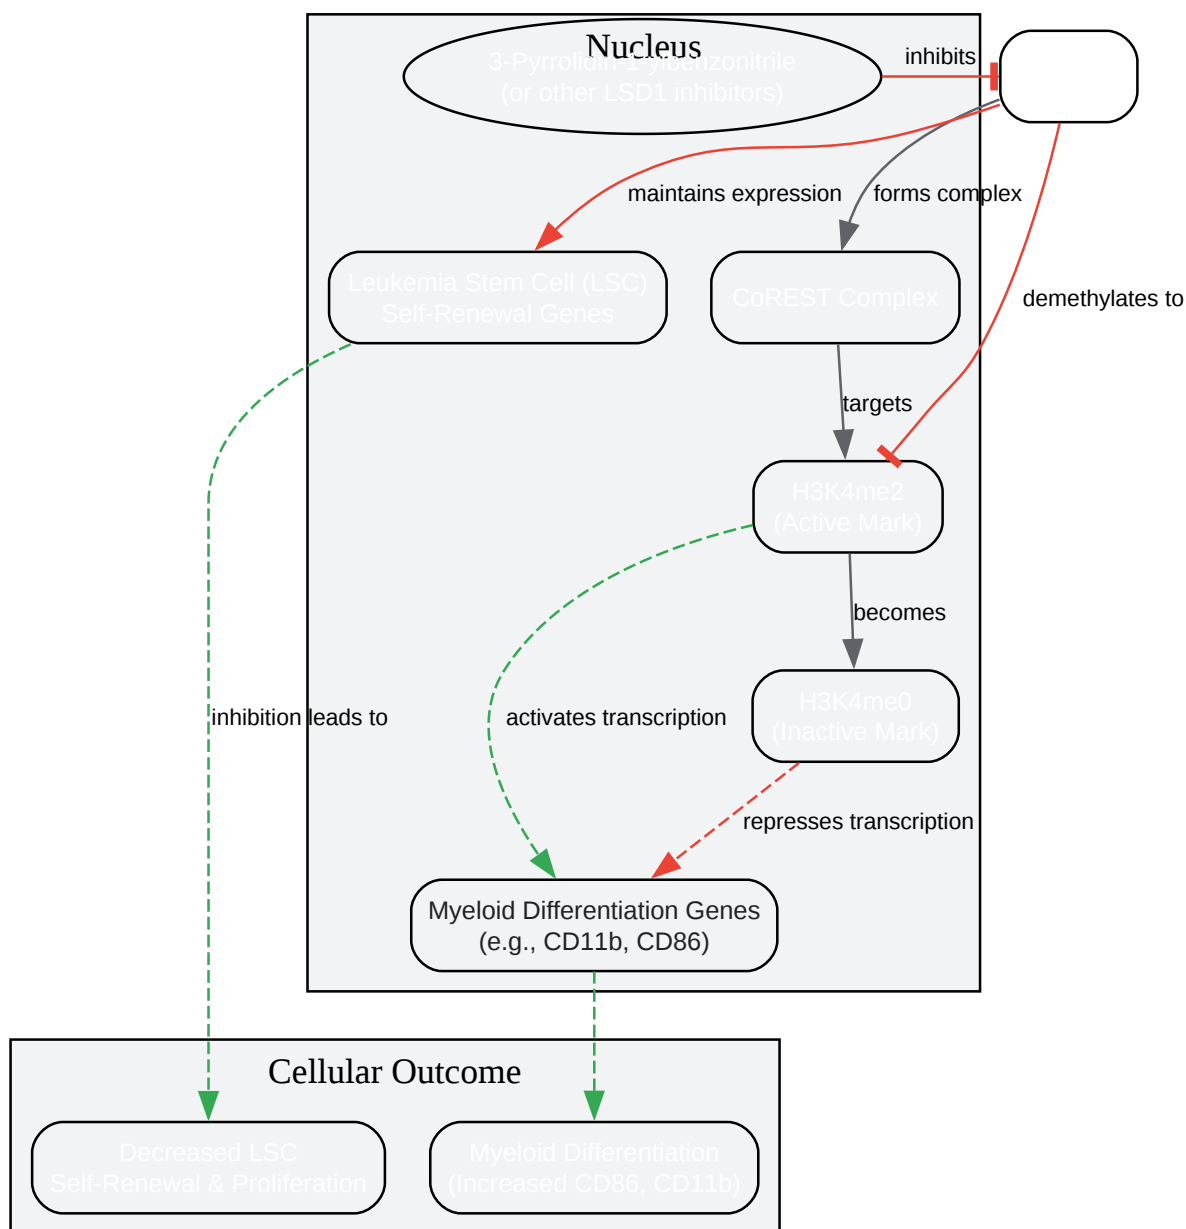 Nucleus
3-Pyrrolidin-1-ylbenzonitrile
(or other LSD1 inhibitors)
inhibits
maintains expression
forms complex
Leukemia Stem Cell (LSC)
Self-Renewal Genes
CoREST Complex
demethylates to
targets
H3K4me2
(Active Mark)
becomes
H3K4me0
(Inactive Mark)
inhibition leads to
activates transcription
represses transcription
Myeloid Differentiation Genes
(e.g., CD11b, CD86)
Cellular Outcome
Decreased LSC
Self-Renewal & Proliferation
Myeloid Differentiation
(Increased CD86, CD11b)